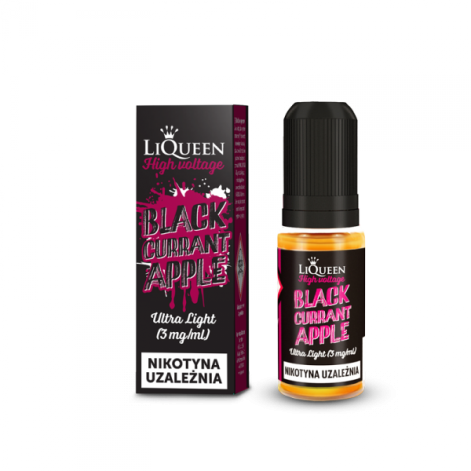 LiQueen
High voltage
BLACK
CURRANT
APPLE
Ultra Light
(3 mg/ml)
NIKOTYNA
UZALEŻNIA
LiQueen
High voltage
BLACK
CURRANT
APPLE
Ultra Light (3 mg/ml)
NIKOTYNA UZALEŻNIA